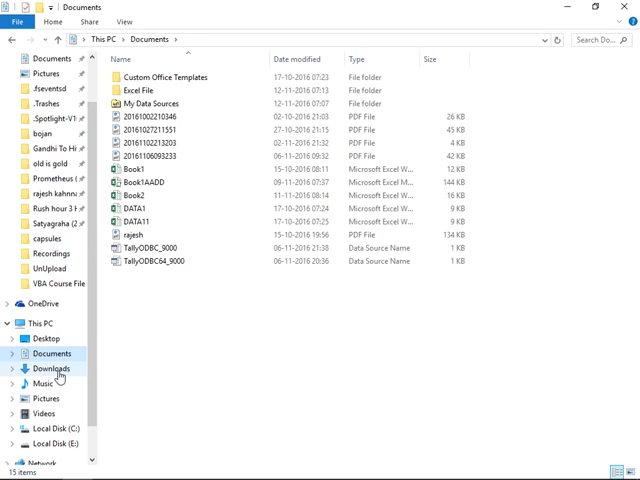 Documents
File
Home
Share
View
This PC
Documents
Search Do...
Documents
Pictures
.fseventsd
.Trashes
.Spotlight-V1
bojan
Gandhi To Hi
old is gold
Prometheus (
rajesh kahnna
Rush hour 3 H
Satyagraha (2
capsules
Recordings
UnUpload
VBA Course File
OneDrive
This PC
Desktop
Documents
Downloads
Music
Pictures
Videos
Local Disk (C:)
Local Disk (E:)
Network
Name Date modified Type Size
Custom Office Templates 17-10-2016 07:23 File folder
Excel File 12-11-2016 07:13 File folder
My Data Sources 12-11-2016 07:07 File folder
20161002210346 02-10-2016 21:03 PDF File 26 KB
20161027211551 27-10-2016 21:15 PDF File 45 KB
20161102213203 02-11-2016 21:32 PDF File 4 KB
20161106093233 06-11-2016 09:32 PDF File 42 KB
Book1 15-10-2016 08:11 Microsoft Excel W... 12 KB
Book1AADD 09-11-2016 07:37 Microsoft Excel M... 144 KB
Book2 11-11-2016 08:14 Microsoft Excel W... 16 KB
DATA1 17-10-2016 07:24 Microsoft Excel W... 9 KB
DATA11 17-10-2016 07:25 Microsoft Excel W... 9 KB
rajesh 15-10-2016 19:56 PDF File 134 KB
TallyODBC_9000 06-11-2016 21:38 Data Source Name 1 KB
TallyODBC64_9000 06-11-2016 20:36 Data Source Name 1 KB
15 items